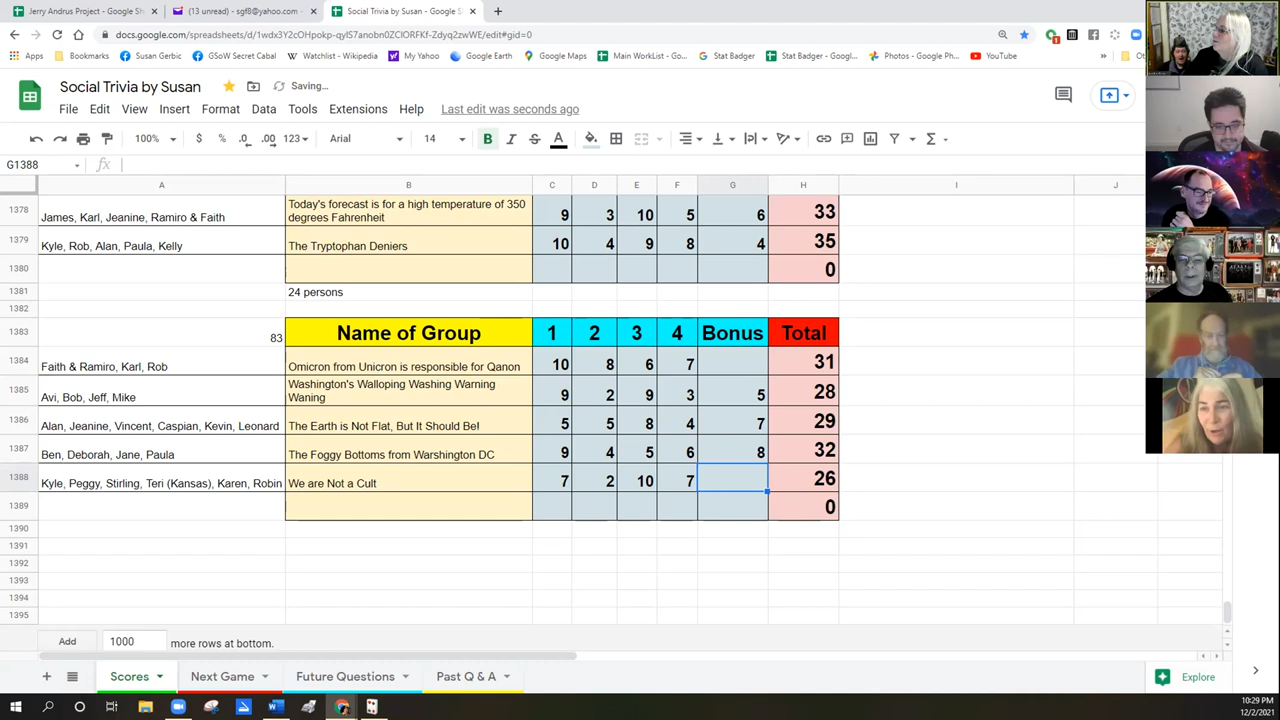 Jerry Andrus Project - Google Sh
(13 unread) - sgf8@yahoo.com -
Social Trivia by Susan - Google S
docs.google.com/spreadsheets/d/1wdx3Y2cOHpokp-qyIS7anobn0ZCIORFKf-Zdyq2zwWE/edit#gid=0
Apps
Bookmarks
Susan Gerbic
GSoW Secret Cabal
Watchlist - Wikipedia
My Yahoo
Google Earth
Google Maps
Main WorkList - Go...
Stat Badger
Stat Badger - Goog...
Photos - Google Ph...
YouTube
Social Trivia by Susan
Saving...
File Edit View Insert Format Data Tools Extensions Help Last edit was seconds ago
100% $ % .0 .00 123 Arial 14 B I S A
G1388 fx
A B C D E F G H I J
1378 James, Karl, Jeanine, Ramiro & Faith Today's forecast is for a high temperature of 350 9 3 10 5 6 33
degrees Fahrenheit
1379 Kyle, Rob, Alan, Paula, Kelly The Tryptophan Deniers 10 4 9 8 4 35
1380 0
1381 24 persons
1382
1383 83 Name of Group 1 2 3 4 Bonus Total
1384 Faith & Ramiro, Karl, Rob Omicron from Unicron is responsible for Qanon 10 8 6 7 31
1385 Avi, Bob, Jeff, Mike Washington's Walloping Washing Warning 9 2 9 3 5 28
Waning
1386 Alan, Jeanine, Vincent, Caspian, Kevin, Leonard The Earth is Not Flat, But It Should Be! 5 5 8 4 7 29
1387 Ben, Deborah, Jane, Paula The Foggy Bottoms from Warshington DC 9 4 5 6 8 32
1388 Kyle, Peggy, Stirling, Teri (Kansas), Karen, Robin We are Not a Cult 7 2 10 7 26
1389 0
1390
1391
1392
1393
1394
1395
Add 1000 more rows at bottom.
Scores Next Game Future Questions Past Q & A
Explore
10:29 PM
12/2/2021